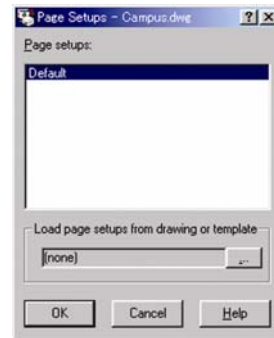 Page Setups - Campus.dwg
Page setups:
Default
Load page setups from drawing or template
(none)
...
OK
Cancel
Help